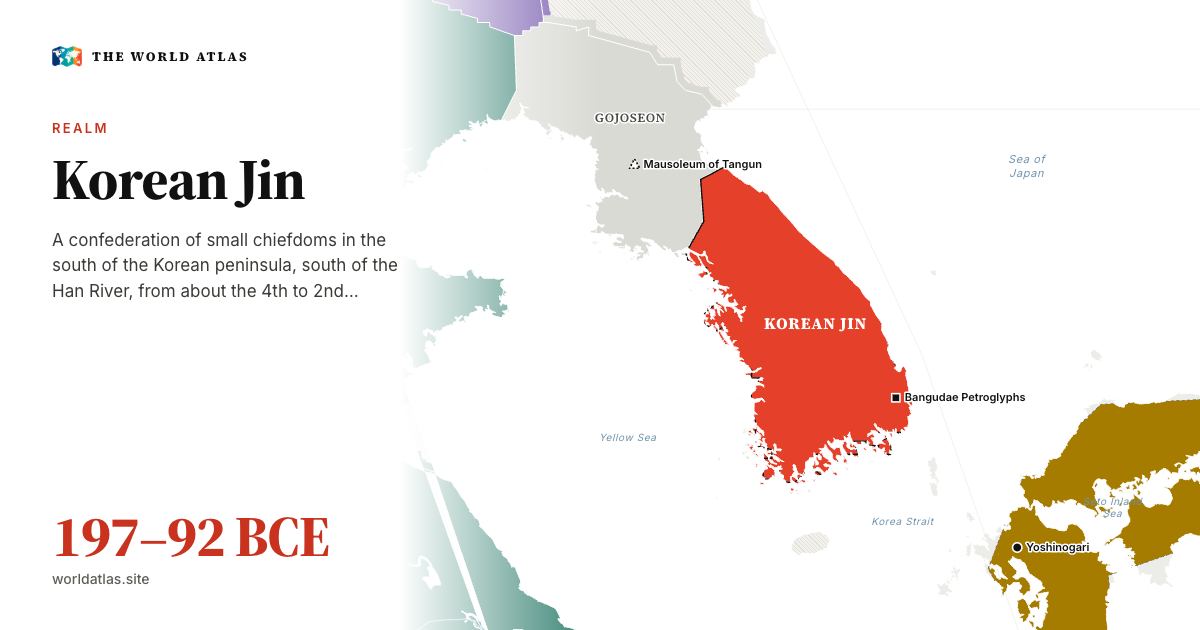 THE WORLD ATLAS
REALM
Korean Jin
A confederation of small chiefdoms in the
south of the Korean peninsula, south of the
Han River, from about the 4th to 2nd...
197–92 BCE
worldatlas.site
GOJOSEON
Mausoleum of Tangun
Sea of
Japan
KOREAN JIN
Bangudae Petroglyphs
Yellow Sea
Korea Strait
Seto Inland
Sea
Yoshinogari